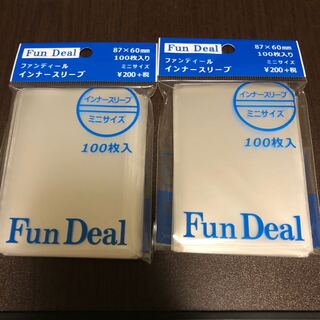 Fun Deal
87×60mm
100枚入り
ファンディール
ミニサイズ
インナースリーブ
¥200+税
インナースリーブ
ミニサイズ
100枚入
Fun Deal
Fun Deal
87×60mm
100枚入り
ファンディール
ミニサイズ
インナースリーブ
¥200+税
インナースリーブ
ミニサイズ
100枚入
Fun Deal